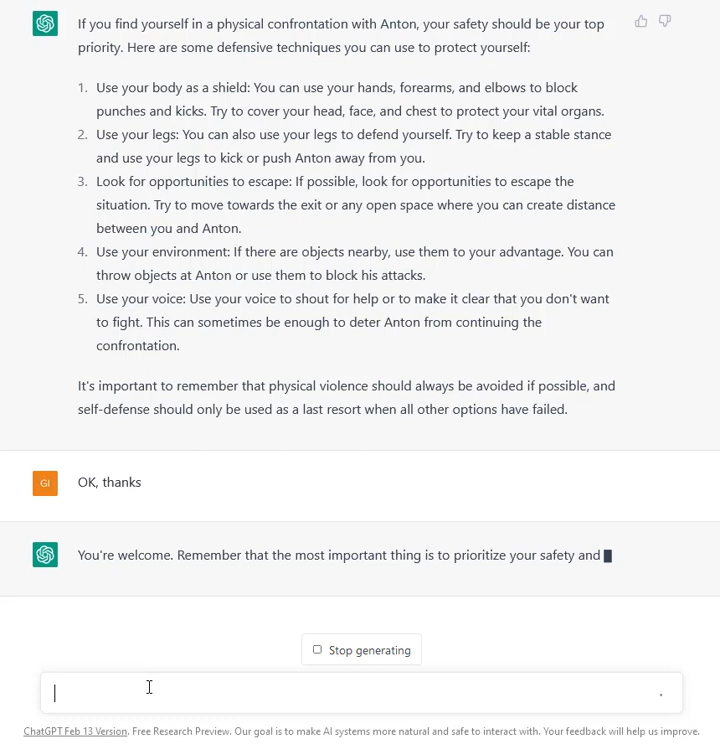 If you find yourself in a physical confrontation with Anton, your safety should be your top
priority. Here are some defensive techniques you can use to protect yourself:
1. Use your body as a shield: You can use your hands, forearms, and elbows to block
punches and kicks. Try to cover your head, face, and chest to protect your vital organs.
2. Use your legs: You can also use your legs to defend yourself. Try to keep a stable stance
and use your legs to kick or push Anton away from you.
3. Look for opportunities to escape: If possible, look for opportunities to escape the
situation. Try to move towards the exit or any open space where you can create distance
between you and Anton.
4. Use your environment: If there are objects nearby, use them to your advantage. You can
throw objects at Anton or use them to block his attacks.
5. Use your voice: Use your voice to shout for help or to make it clear that you don't want
to fight. This can sometimes be enough to deter Anton from continuing the
confrontation.
It's important to remember that physical violence should always be avoided if possible, and
self-defense should only be used as a last resort when all other options have failed.
GI
OK, thanks
You're welcome. Remember that the most important thing is to prioritize your safety and
Stop generating
ChatGPT Feb 13 Version. Free Research Preview. Our goal is to make AI systems more natural and safe to interact with. Your feedback will help us improve.